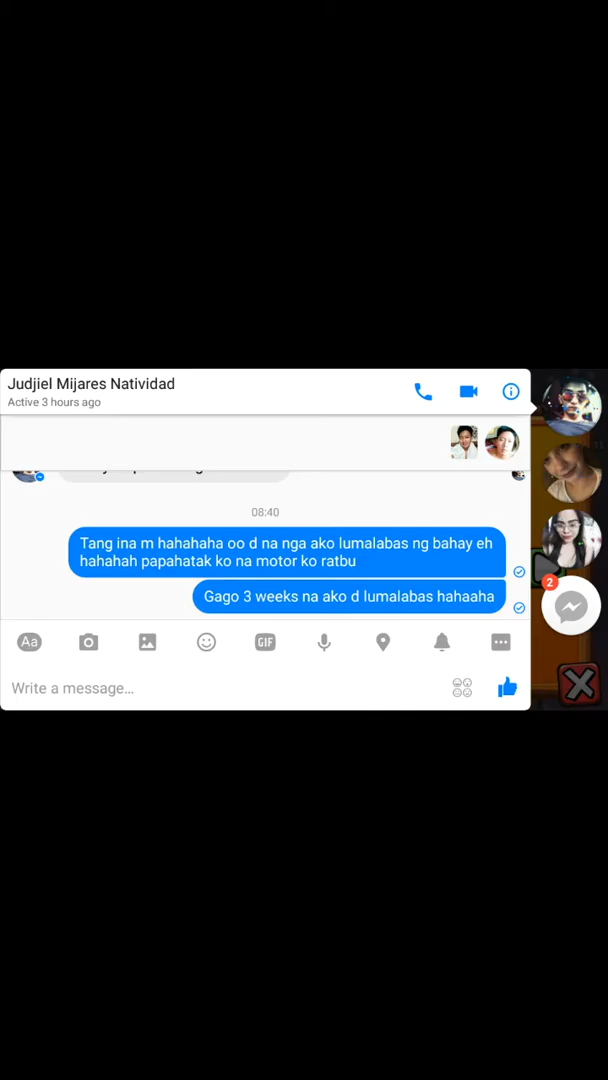 Judjiel Mijares Natividad
Active 3 hours ago
08:40
Tang ina m hahahaha oo d na nga ako lumalabas ng bahay eh
hahahah papahatak ko na motor ko ratbu
Gago 3 weeks na ako d lumalabas hahaaha
2
Aa
GIF
Write a message...